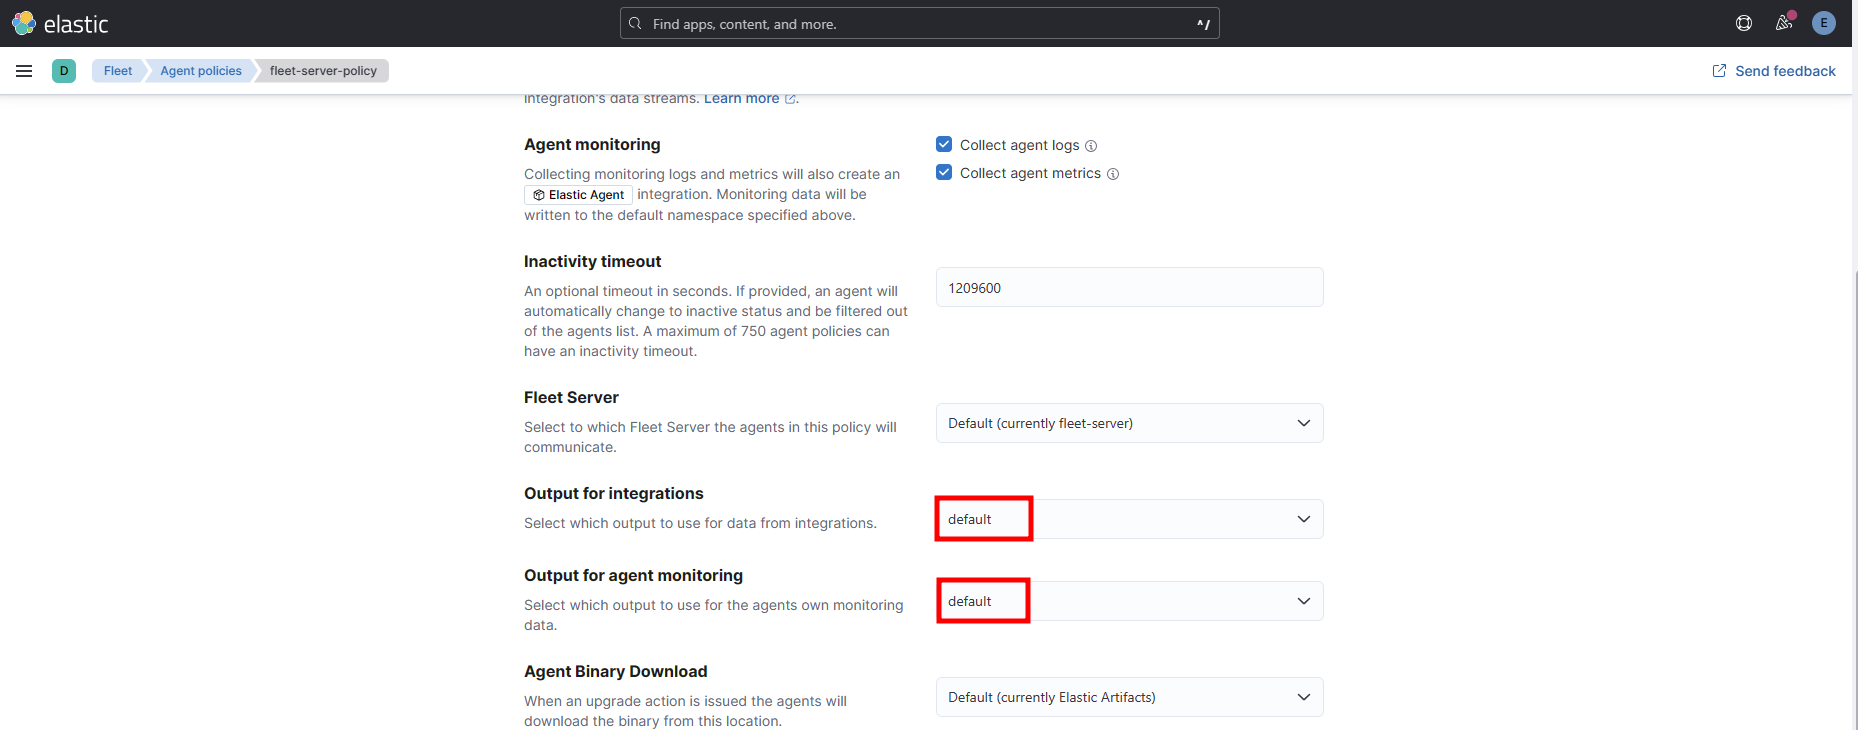 elastic
Find apps, content, and more.
^/
E
D
Fleet
Agent policies
fleet-server-policy
Send feedback
integration's data streams. Learn more.
Agent monitoring
Collecting monitoring logs and metrics will also create an
Elastic Agent integration. Monitoring data will be
written to the default namespace specified above.
Collect agent logs
Collect agent metrics
Inactivity timeout
An optional timeout in seconds. If provided, an agent will
automatically change to inactive status and be filtered out
of the agents list. A maximum of 750 agent policies can
have an inactivity timeout.
1209600
Fleet Server
Select to which Fleet Server the agents in this policy will
communicate.
Default (currently fleet-server)
Output for integrations
Select which output to use for data from integrations.
default
Output for agent monitoring
Select which output to use for the agents own monitoring
data.
default
Agent Binary Download
When an upgrade action is issued the agents will
download the binary from this location.
Default (currently Elastic Artifacts)